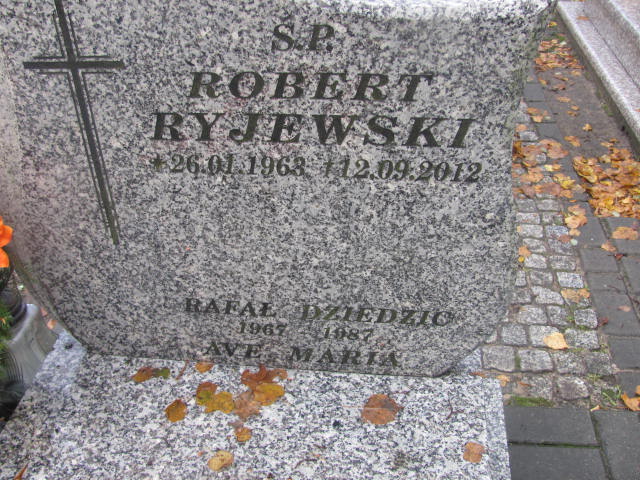 S.P.
ROBERT
RYJEWSKI
*26.01.1963 †12.09.2012
RAFAŁ DZIEDZIC
1967 1987
AVE MARIA